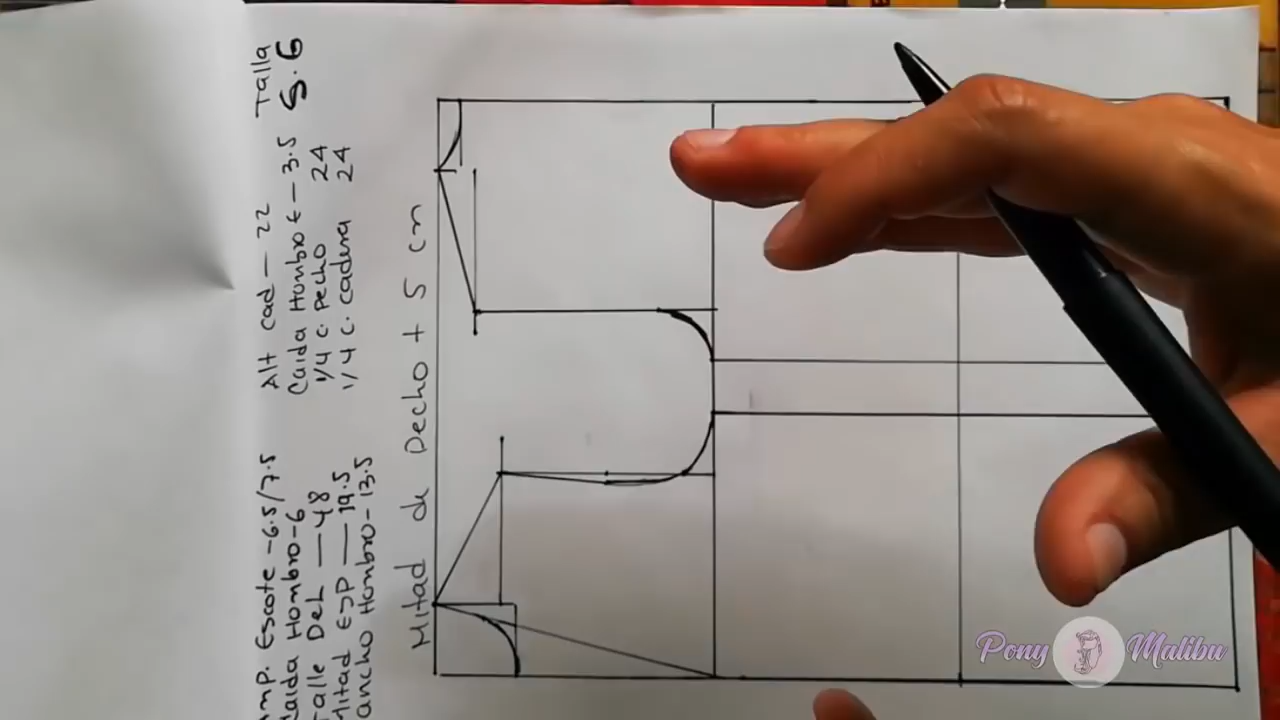 Talla
S.6
Alt cad - 22
Caida Hombro E - 3.5
1/4 C. Pecho 24
1/4 C. cadera 24
Amp. Escote - 6.5/7.5
Caida Hombro - 6
Talle Del — 48
Mitad ESP — 19.5
Ancho Hombro - 13.5
Mitad de Pecho + 5 cm
Pony Malibu